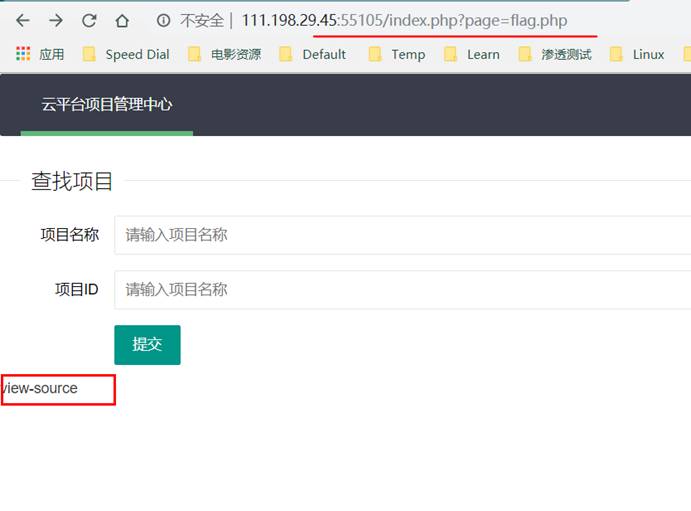 不安全 | 111.198.29.45:55105/index.php?page=flag.php
应用 Speed Dial 电影资源 Default Temp Learn 渗透测试 Linux
云平台项目管理中心
查找项目
项目名称 请输入项目名称
项目ID 请输入项目名称
提交
view-source